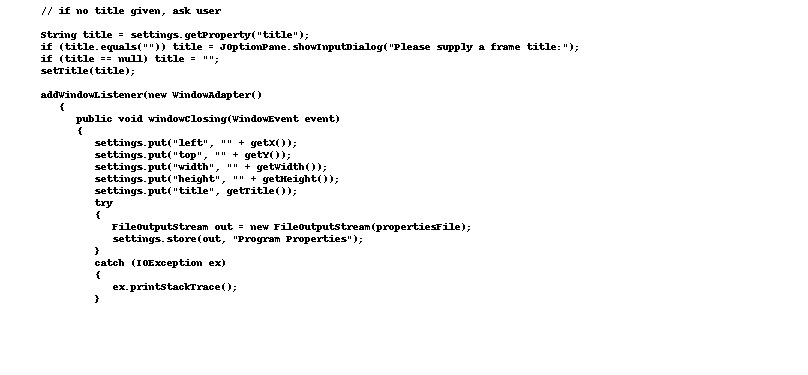 // if no title given, ask user
String title = settings.getProperty("title");
if (title.equals("")) title = JOptionPane.showInputDialog("Please supply a frame title:");
if (title == null) title = "";
setTitle(title);
addWindowListener(new WindowAdapter()
{
public void windowClosing(WindowEvent event)
{
settings.put("left", "" + getX());
settings.put("top", "" + getY());
settings.put("width", "" + getWidth());
settings.put("height", "" + getHeight());
settings.put("title", getTitle());
try
{
FileOutputStream out = new FileOutputStream(propertiesFile);
settings.store(out, "Program Properties");
}
catch (IOException ex)
{
ex.printStackTrace();
}